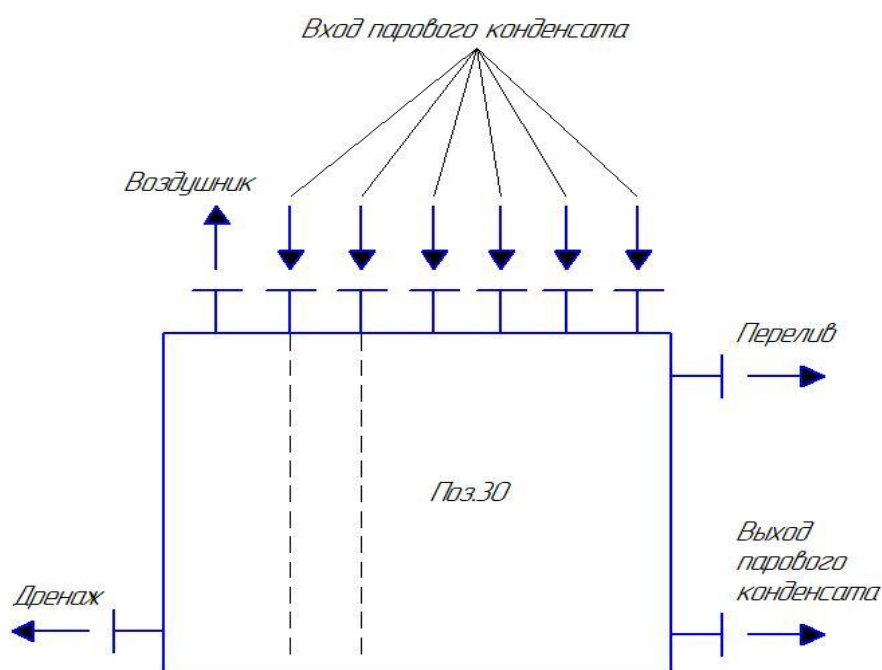 Вход парового конденсата
Воздушник
Перелив
Поз.30
Выход
парового
конденсата
Дренаж